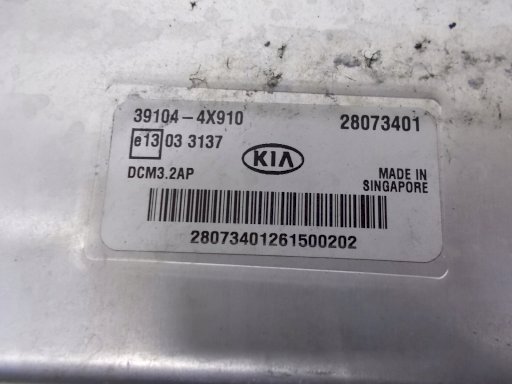 39104-4X910 28073401
e13 03 3137
KIA
DCM3.2AP MADE IN
SINGAPORE
28073401261500202